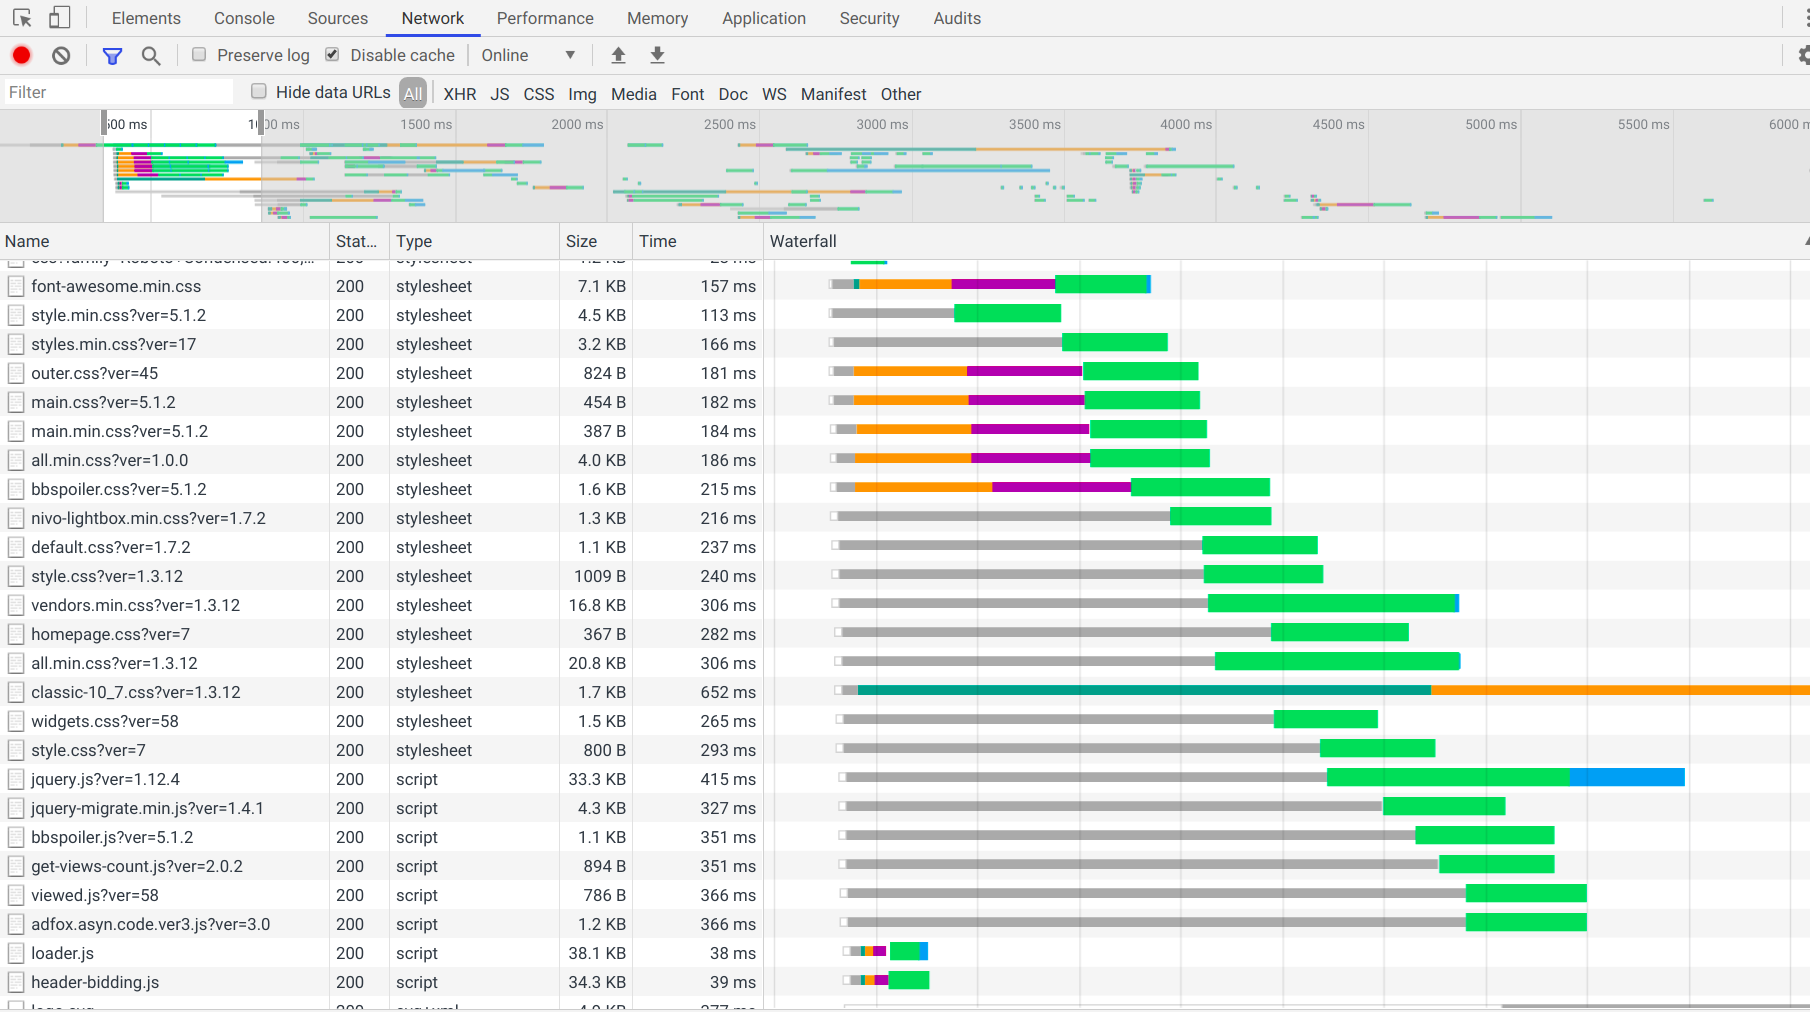 Elements Console Sources Network Performance Memory Application Security Audits
Preserve log Disable cache Online
Filter Hide data URLs All XHR JS CSS Img Media Font Doc WS Manifest Other
500 ms 1000 ms 1500 ms 2000 ms 2500 ms 3000 ms 3500 ms 4000 ms 4500 ms 5000 ms 5500 ms 6000 m
Name Stat... Type Size Time Waterfall
font-awesome.min.css 200 stylesheet 7.1 KB 157 ms
style.min.css?ver=5.1.2 200 stylesheet 4.5 KB 113 ms
styles.min.css?ver=17 200 stylesheet 3.2 KB 166 ms
outer.css?ver=45 200 stylesheet 824 B 181 ms
main.css?ver=5.1.2 200 stylesheet 454 B 182 ms
main.min.css?ver=5.1.2 200 stylesheet 387 B 184 ms
all.min.css?ver=1.0.0 200 stylesheet 4.0 KB 186 ms
bbspoiler.css?ver=5.1.2 200 stylesheet 1.6 KB 215 ms
nivo-lightbox.min.css?ver=1.7.2 200 stylesheet 1.3 KB 216 ms
default.css?ver=1.7.2 200 stylesheet 1.1 KB 237 ms
style.css?ver=1.3.12 200 stylesheet 1009 B 240 ms
vendors.min.css?ver=1.3.12 200 stylesheet 16.8 KB 306 ms
homepage.css?ver=7 200 stylesheet 367 B 282 ms
all.min.css?ver=1.3.12 200 stylesheet 20.8 KB 306 ms
classic-10_7.css?ver=1.3.12 200 stylesheet 1.7 KB 652 ms
widgets.css?ver=58 200 stylesheet 1.5 KB 265 ms
style.css?ver=7 200 stylesheet 800 B 293 ms
jquery.js?ver=1.12.4 200 script 33.3 KB 415 ms
jquery-migrate.min.js?ver=1.4.1 200 script 4.3 KB 327 ms
bbspoiler.js?ver=5.1.2 200 script 1.1 KB 351 ms
get-views-count.js?ver=2.0.2 200 script 894 B 351 ms
viewed.js?ver=58 200 script 786 B 366 ms
adfox.asyn.code.ver3.js?ver=3.0 200 script 1.2 KB 366 ms
loader.js 200 script 38.1 KB 38 ms
header-bidding.js 200 script 34.3 KB 39 ms